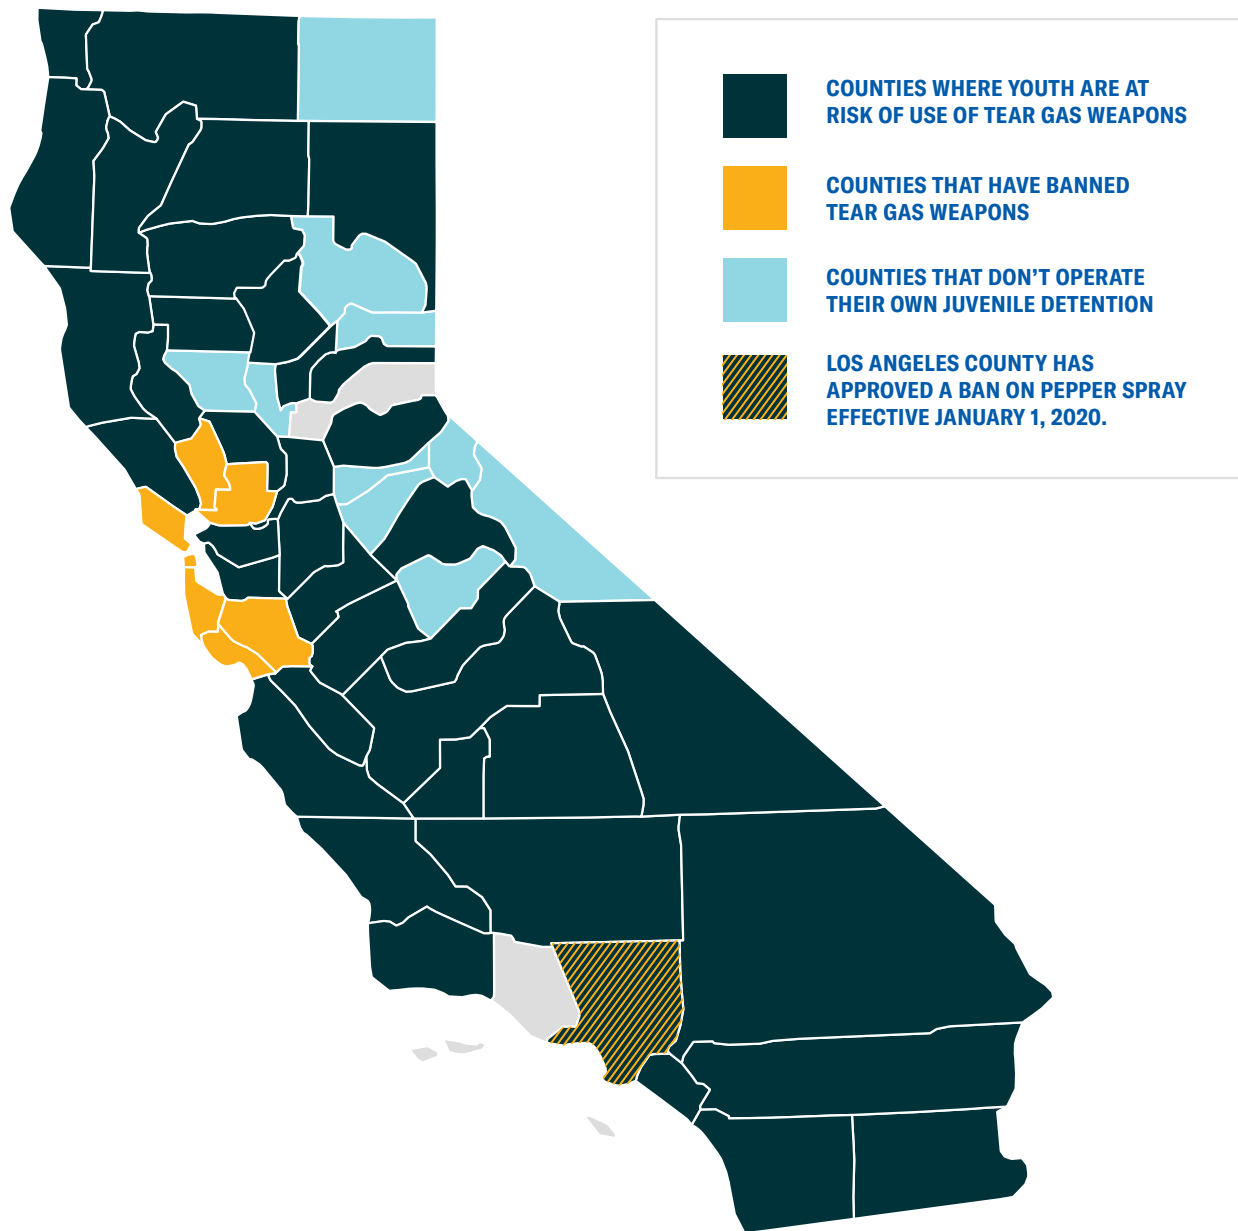 COUNTIES WHERE YOUTH ARE AT
RISK OF USE OF TEAR GAS WEAPONS
COUNTIES THAT HAVE BANNED
TEAR GAS WEAPONS
COUNTIES THAT DON'T OPERATE
THEIR OWN JUVENILE DETENTION
LOS ANGELES COUNTY HAS
APPROVED A BAN ON PEPPER SPRAY
EFFECTIVE JANUARY 1, 2020.